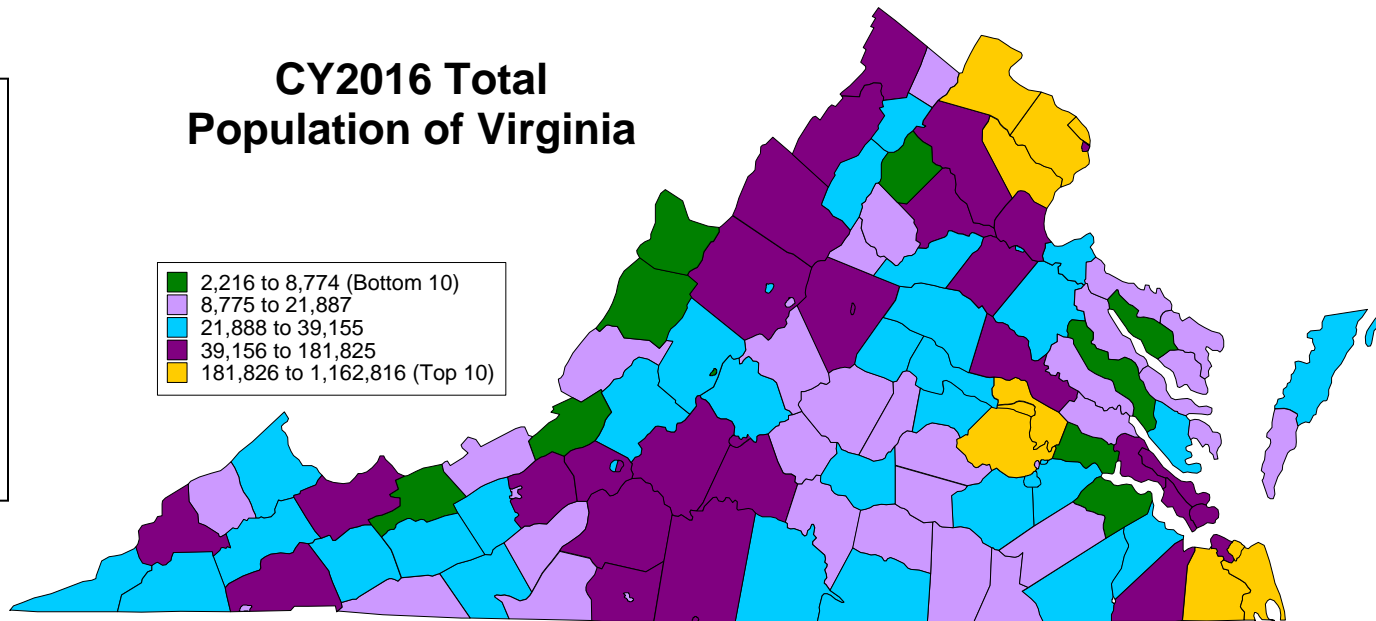 CY2016 Total
Population of Virginia
2,216 to 8,774 (Bottom 10)
8,775 to 21,887
21,888 to 39,155
39,156 to 181,825
181,826 to 1,162,816 (Top 10)